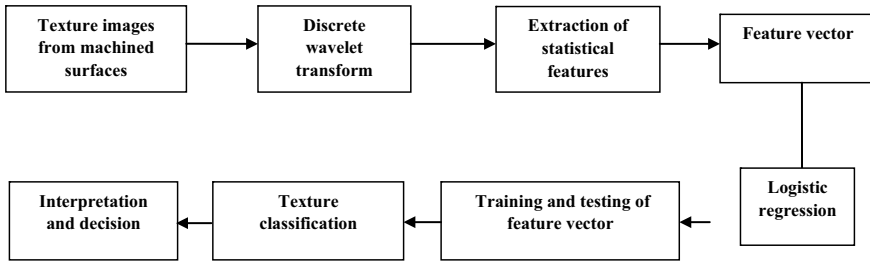 Texture images
from machined
surfaces
Discrete
wavelet
transform
Extraction of
statistical
features
Feature vector
Logistic
regression
Training and testing of
feature vector
Texture
classification
Interpretation
and decision